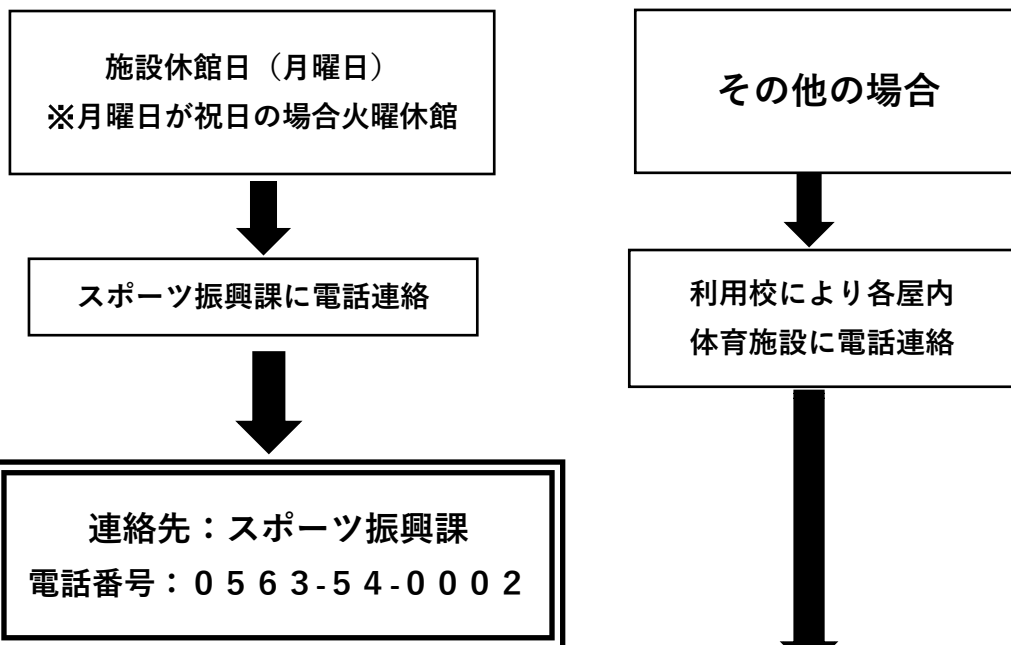 施設休館日（月曜日）
※月曜日が祝日の場合火曜休館
スポーツ振興課に電話連絡
連絡先：スポーツ振興課
電話番号：０５６３-５４-０００２
その他の場合
利用校により各屋内
体育施設に電話連絡